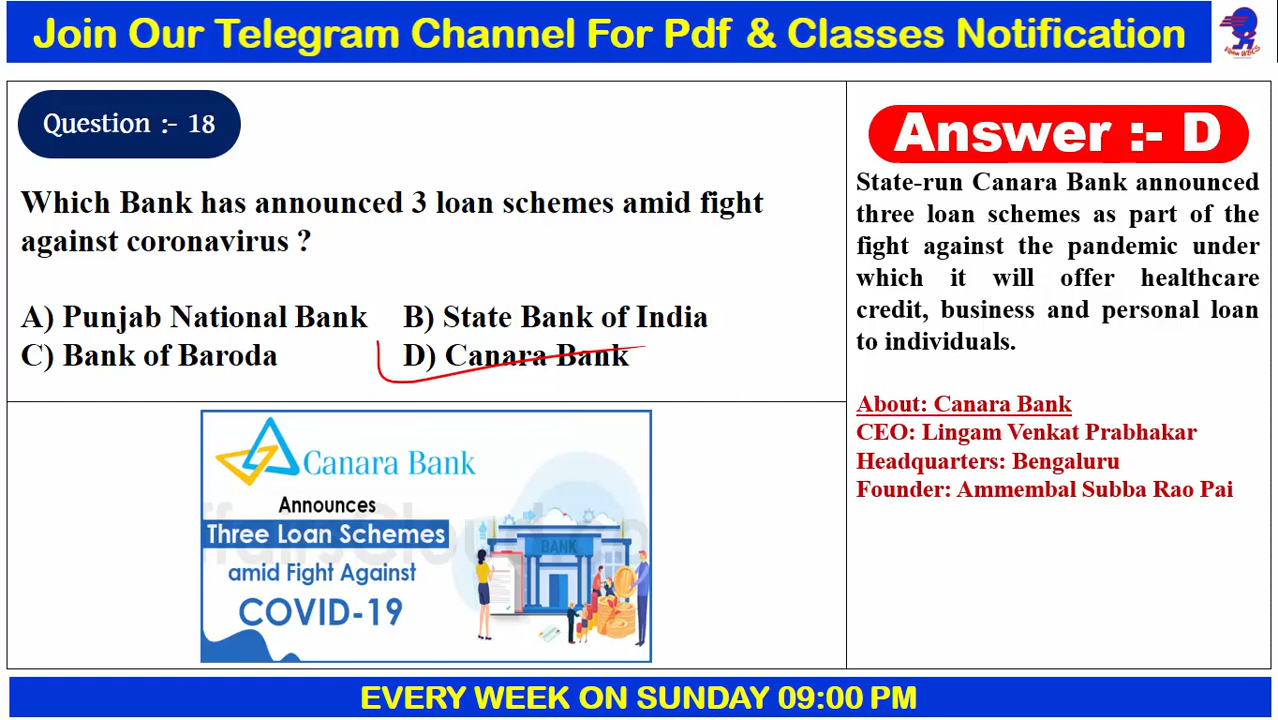 Join Our Telegram Channel For Pdf & Classes Notification
Question :- 18
Which Bank has announced 3 loan schemes amid fight
against coronavirus ?
A) Punjab National Bank B) State Bank of India
C) Bank of Baroda D) Canara Bank
Answer :- D
State-run Canara Bank announced
three loan schemes as part of the
fight against the pandemic under
which it will offer healthcare
credit, business and personal loan
to individuals.
About: Canara Bank
CEO: Lingam Venkat Prabhakar
Headquarters: Bengaluru
Founder: Ammembal Subba Rao Pai
Canara Bank
Announces
Three Loan Schemes
amid Fight Against
COVID-19
BANK
EVERY WEEK ON SUNDAY 09:00 PM